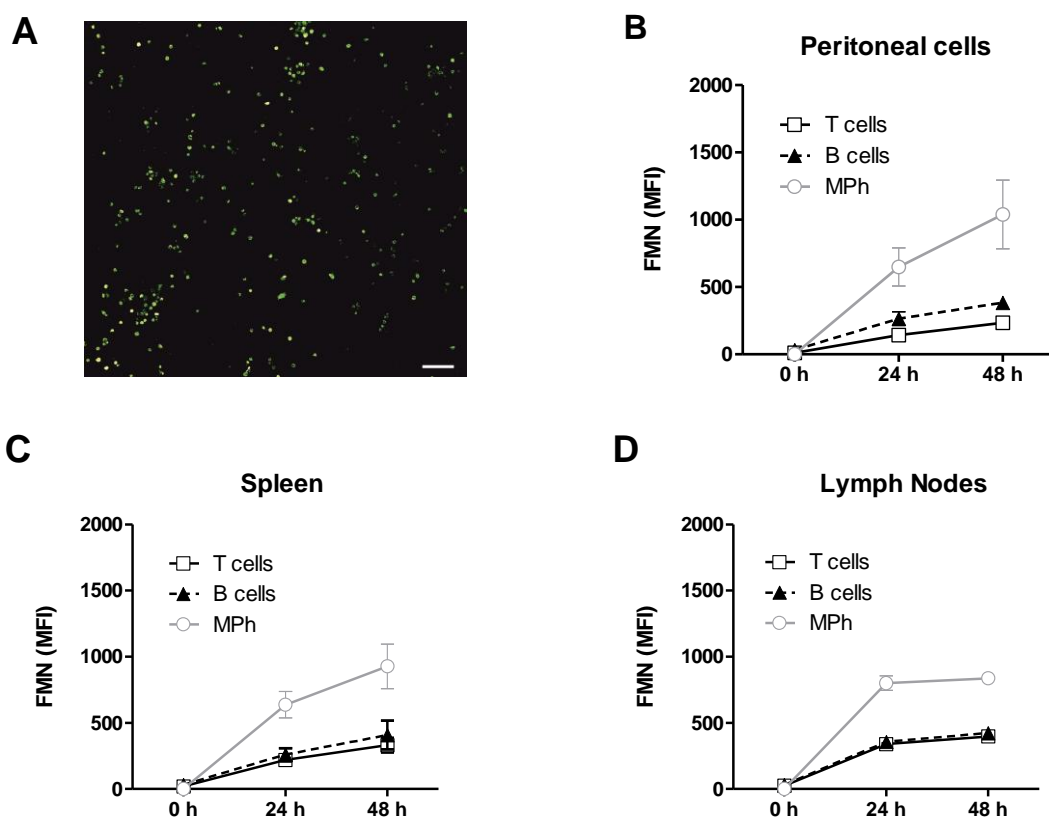 A
B
Peritoneal cells
2000
1500
1000
500
0
FMN (MFI)
T cells
B cells
MPh
0 h 24 h 48 h
C
Spleen
2000
1500
1000
500
0
FMN (MFI)
T cells
B cells
MPh
0 h 24 h 48 h
D
Lymph Nodes
2000
1500
1000
500
0
FMN (MFI)
T cells
B cells
MPh
0 h 24 h 48 h